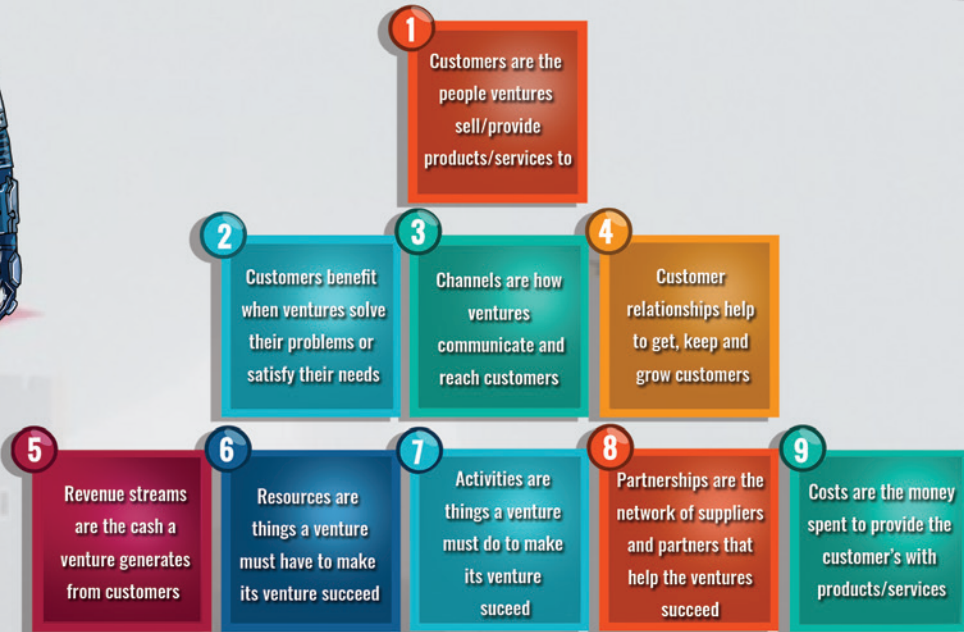 1
Customers are the
people ventures
sell/provide
products/services to
2
Customers benefit
when ventures solve
their problems or
satisfy their needs
3
Channels are how
ventures
communicate and
reach customers
4
Customer
relationships help
to get, keep and
grow customers
5
Revenue streams
are the cash a
venture generates
from customers
6
Resources are
things a venture
must have to make
its venture succeed
7
Activities are
things a venture
must do to make
its venture
suceed
8
Partnerships are the
network of suppliers
and partners that
help the ventures
succeed
9
Costs are the money
spent to provide the
customer's with
products/services